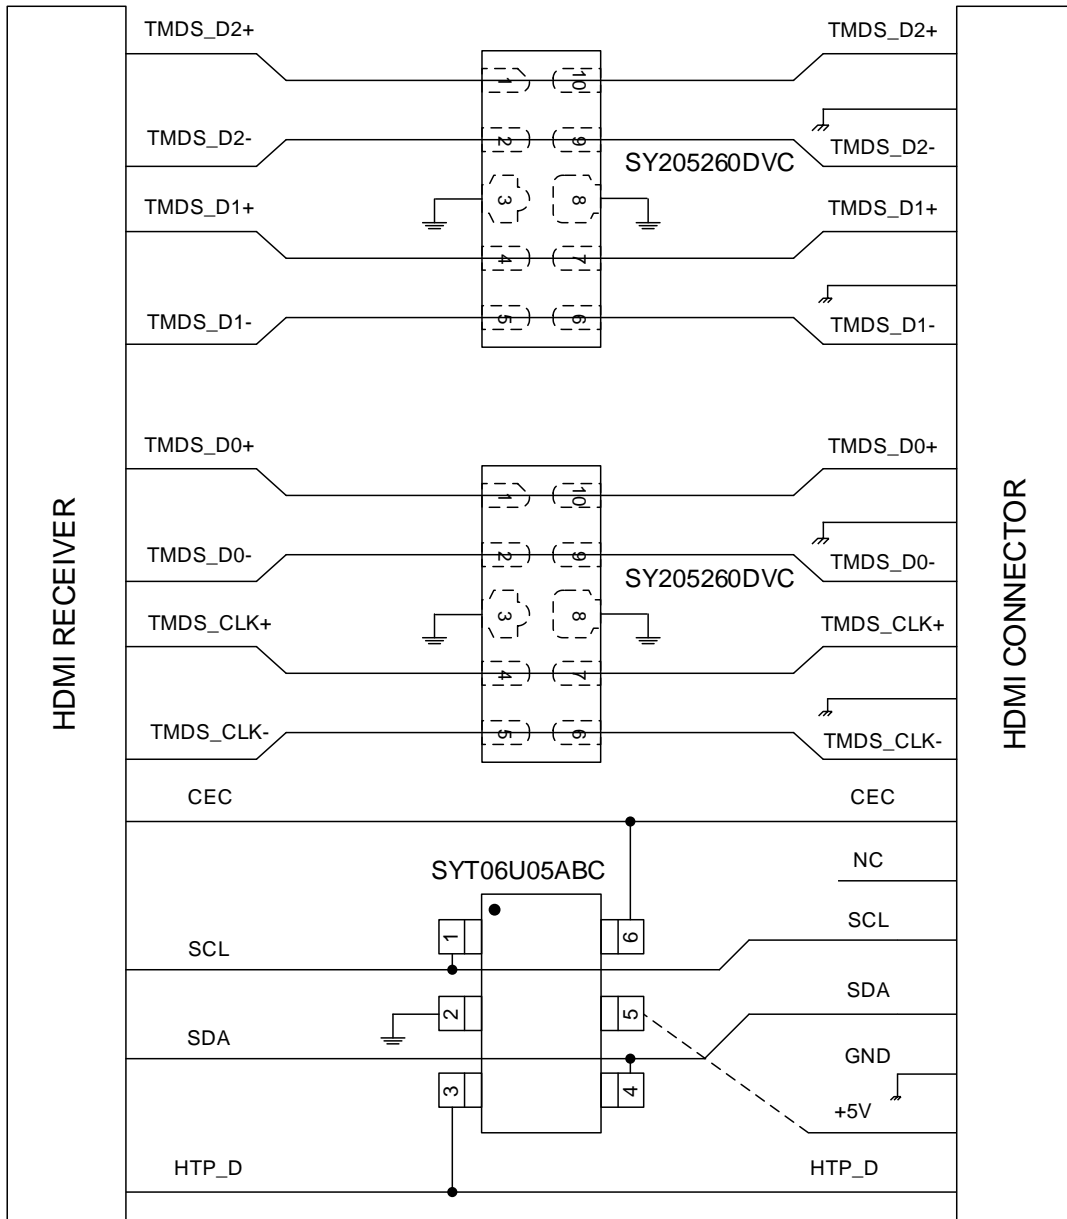 TMDS_D2+
TMDS_D2+
1
10
TMDS_D2-
2
9
TMDS_D2-
SY205260DVC
TMDS_D1+
3
8
TMDS_D1+
4
7
TMDS_D1-
5
6
TMDS_D1-
TMDS_D0+
TMDS_D0+
1
10
HDMI RECEIVER
HDMI CONNECTOR
TMDS_D0-
2
9
TMDS_D0-
SY205260DVC
TMDS_CLK+
3
8
TMDS_CLK+
4
7
TMDS_CLK-
5
6
TMDS_CLK-
CEC
CEC
NC
SYT06U05ABC
SCL
1
6
SCL
SDA
2
5
SDA
GND
3
4
+5V
HTP_D
HTP_D